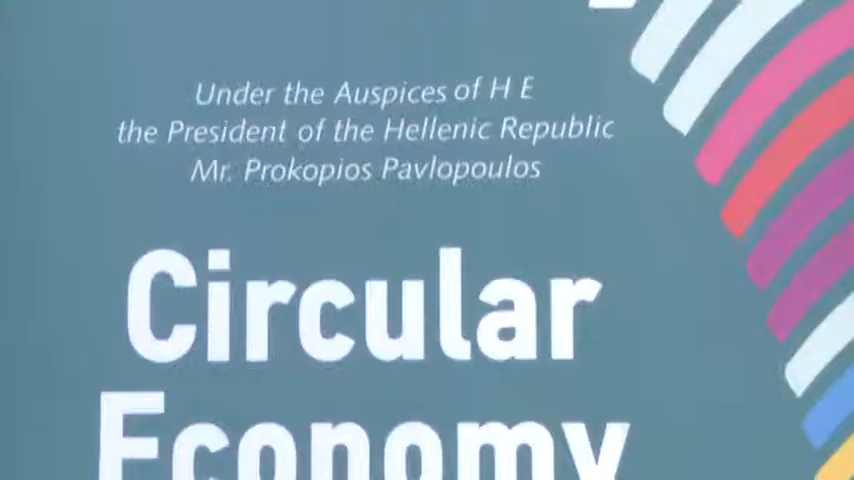 Under the Auspices of H E
the President of the Hellenic Republic
Mr. Prokopios Pavlopoulos
Circular
Economy